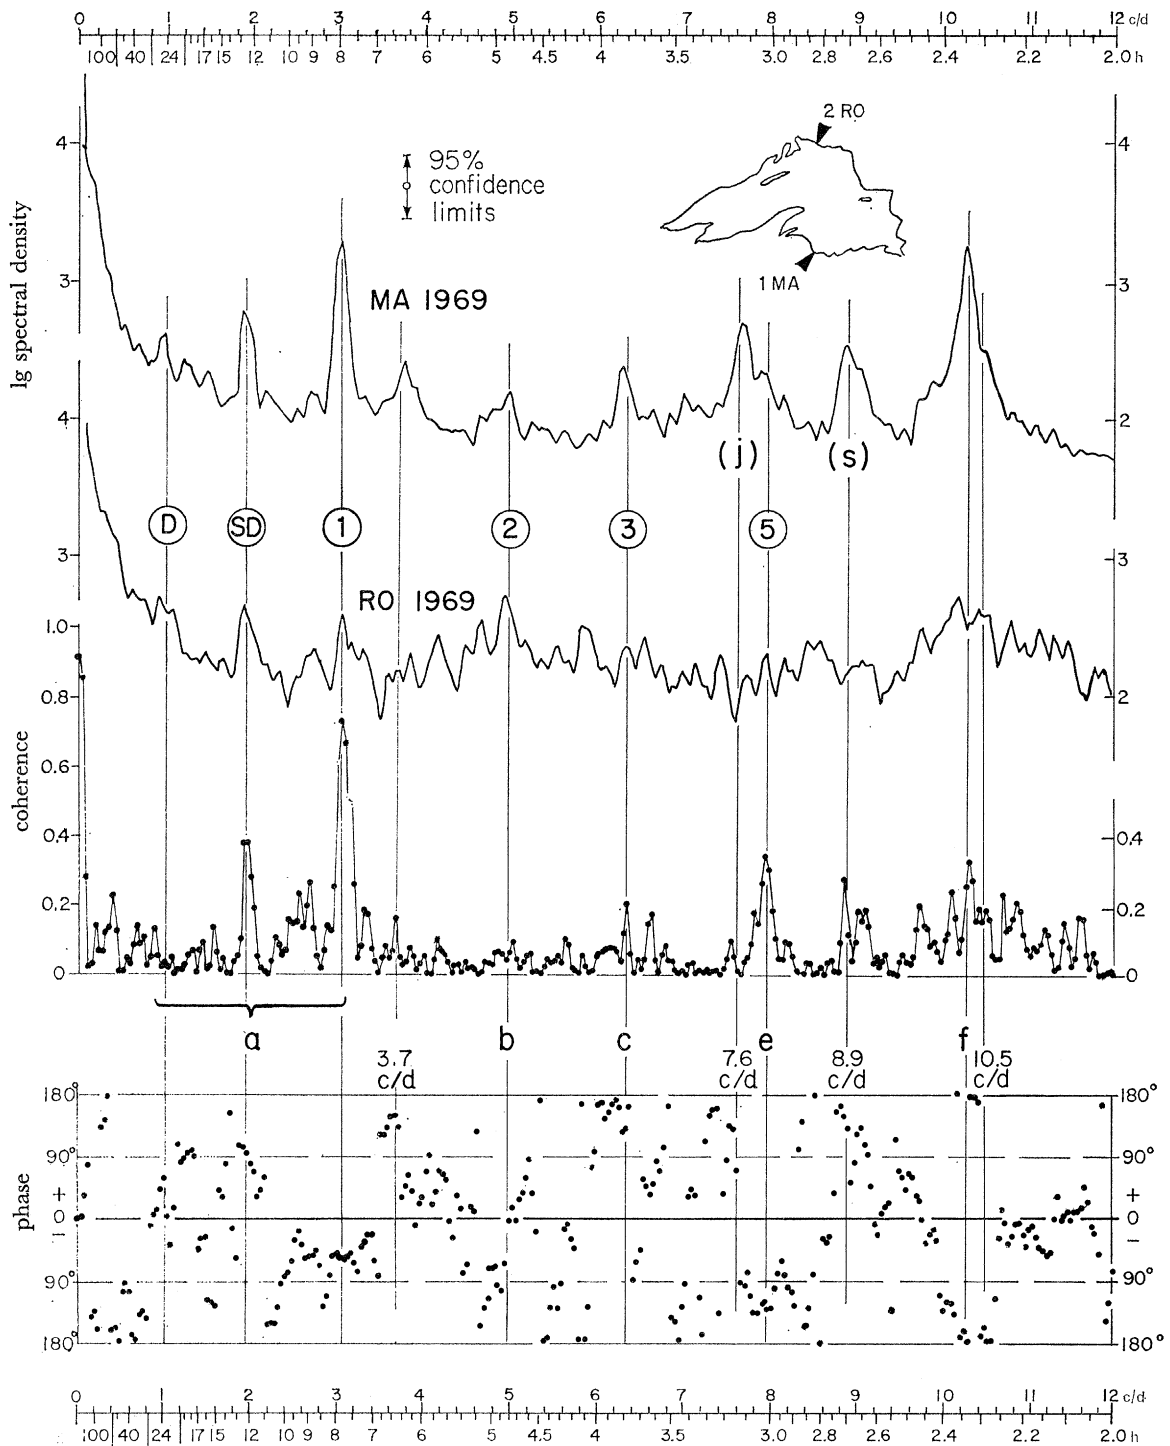 0 1 2 3 4 5 6 7 8 9 10 11 12 c/d
100 40 24 17 15 12 10 9 8 7 6 5 4.5 4 3.5 3.0 2.8 2.6 2.4 2.2 2.0 h
2 RO
4 4
95%
confidence
limits
lg spectral density
3 3
1 MA
MA 1969
4 2
(j) (s)
D SD 1 2 3 5
3 3
RO 1969
1.0
0.8 2
coherence
0.6
0.4 0.4
0.2 0.2
0 0
a b c e f
3.7 7.6 8.9 10.5
c/d c/d c/d c/d
180° 180°
90° 90°
phase
+ +
0 0
− −
90° 90°
180° 180°
0 1 2 3 4 5 6 7 8 9 10 11 12 c/d
100 40 24 17 15 12 10 9 8 7 6 5 4.5 4 3.5 3.0 2.8 2.6 2.4 2.2 2.0 h